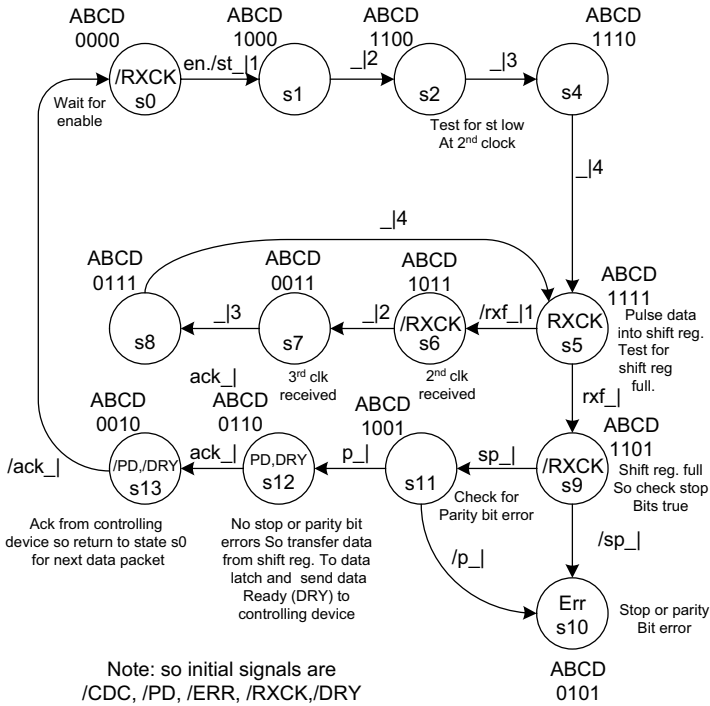 ABCD
0000
ABCD
1000
ABCD
1100
ABCD
1110
/RXCK
s0
en./st_|1
s1
_|2
s2
_|3
s4
Wait for
enable
Test for st low
At 2nd clock
_|4
_|4
ABCD
0111
ABCD
0011
ABCD
1011
ABCD
1111
s8
_|3
s7
_|2
/RXCK
s6
/rxf_|1
RXCK
s5
Pulse data
into shift reg.
Test for
shift reg
full.
3rd clk
received
2nd clk
received
ack_|
rxf_|
ABCD
0010
ABCD
0110
ABCD
1001
ABCD
1101
/ack_|
/PD,/DRY
s13
ack_|
PD,DRY
s12
p_|
s11
sp_|
/RXCK
s9
Shift reg. full
So check stop
Bits true
Check for
Parity bit error
Ack from controlling
device so return to state s0
for next data packet
No stop or parity bit
errors So transfer data
from shift reg. To data
latch and send data
Ready (DRY) to
controlling device
/p_|
/sp_|
Err
s10
Stop or parity
Bit error
Note: so initial signals are
/CDC, /PD, /ERR, /RXCK,/DRY
ABCD
0101